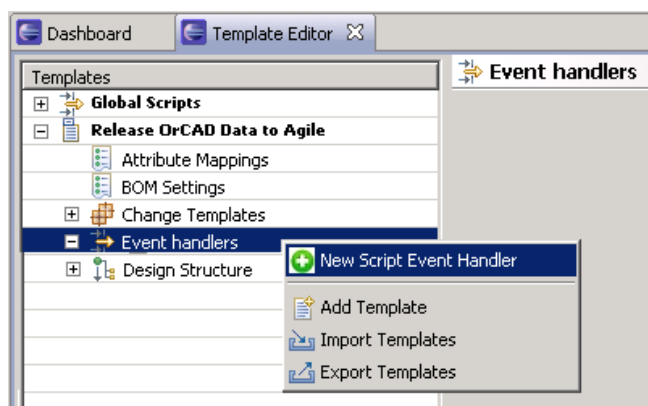 Dashboard
Template Editor
Templates
Event handlers
Global Scripts
Release OrCAD Data to Agile
Attribute Mappings
BOM Settings
Change Templates
Event handlers
New Script Event Handler
Design Structure
Add Template
Import Templates
Export Templates